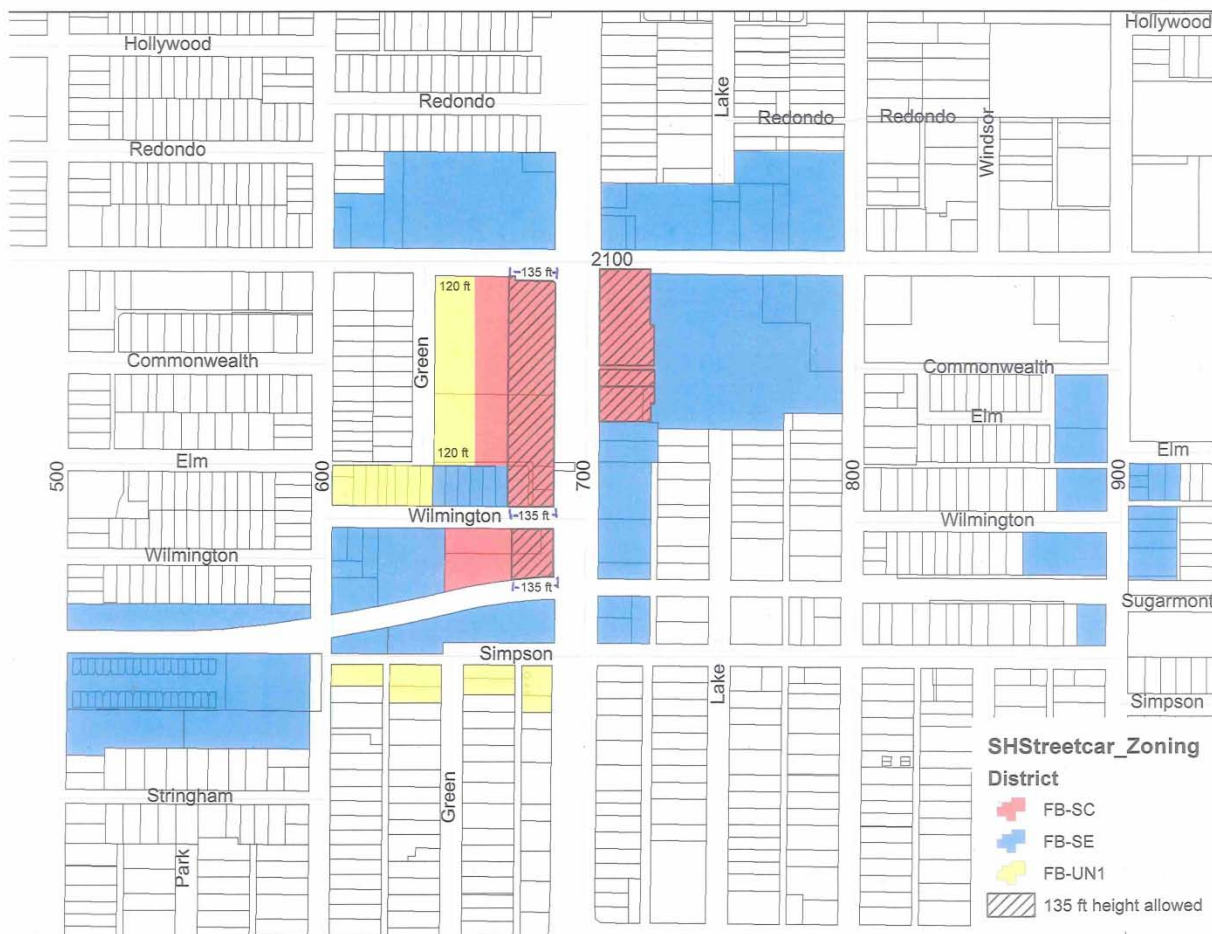 Hollywood
Hollywood
Redondo
Lake
Redondo
Redondo
Redondo
Windsor
2100
-135 ft-
120 ft
Green
Commonwealth
Commonwealth
Elm
120 ft
Elm
Elm
500
600
700
800
900
Wilmington
Wilmington
-135 ft-
Wilmington
-135 ft-
Sugarmont
Simpson
Lake
Simpson
Stringham
Park
Green
SHStreetcar_Zoning
District
FB-SC
FB-SE
FB-UN1
135 ft height allowed